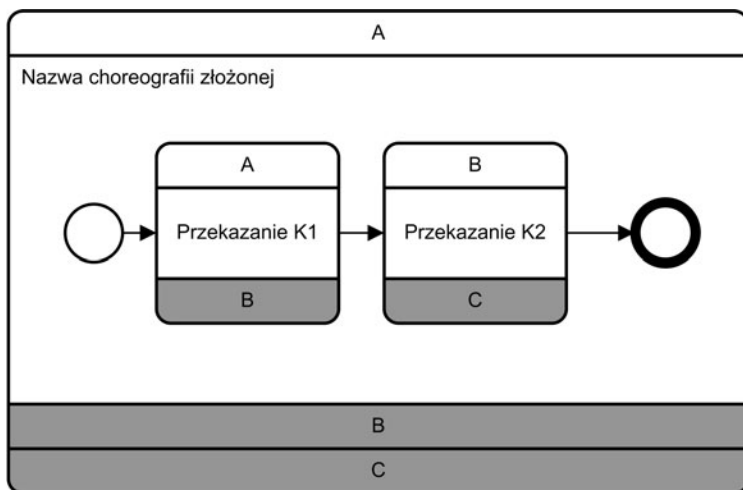 A
Nazwa choreografii złożonej
A
Przekazanie K1
B
B
Przekazanie K2
C
B
C